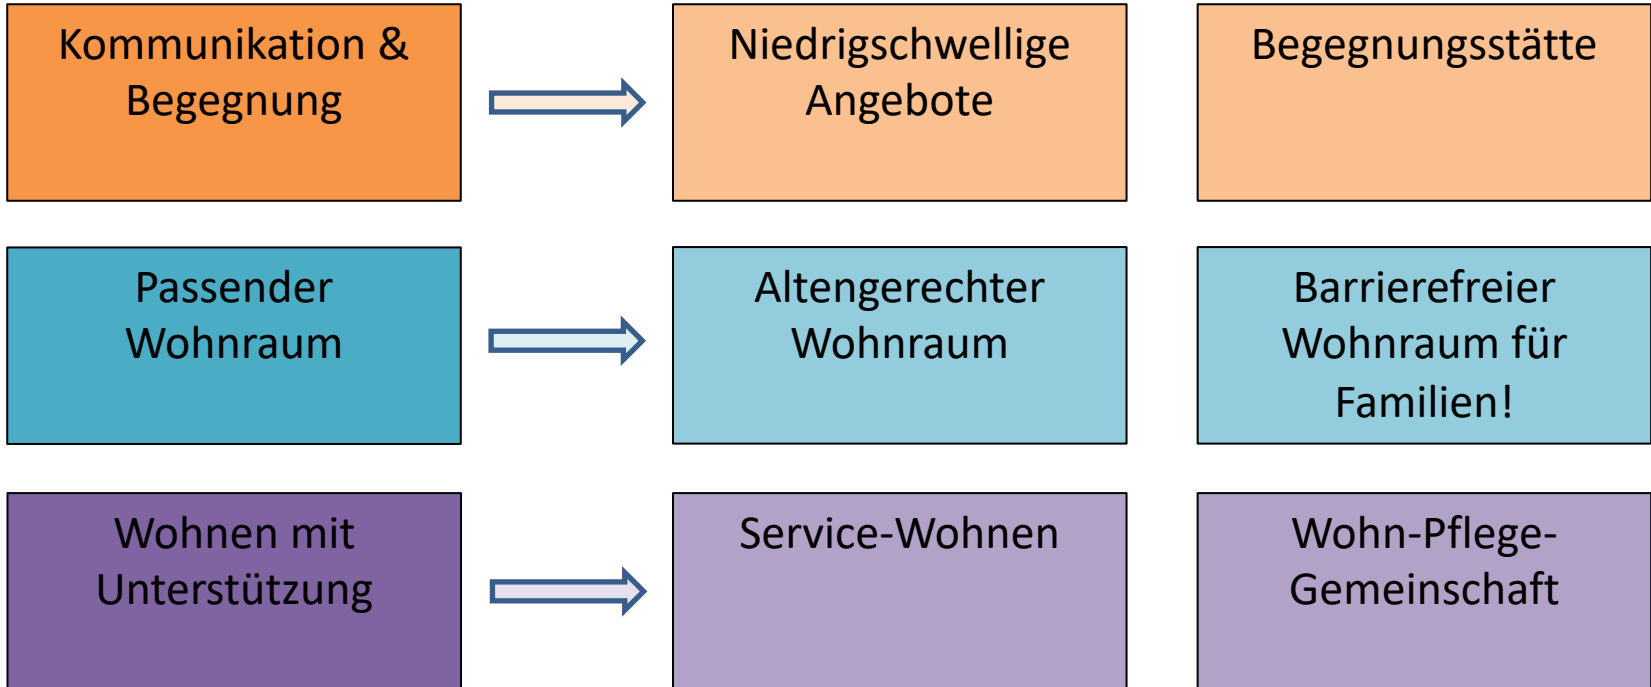 Kommunikation &
Begegnung
Niedrigschwellige
Angebote
Begegnungsstätte
Passender
Wohnraum
Altengerechter
Wohnraum
Barrierefreier
Wohnraum für
Familien!
Wohnen mit
Unterstützung
Service-Wohnen
Wohn-Pflege-
Gemeinschaft